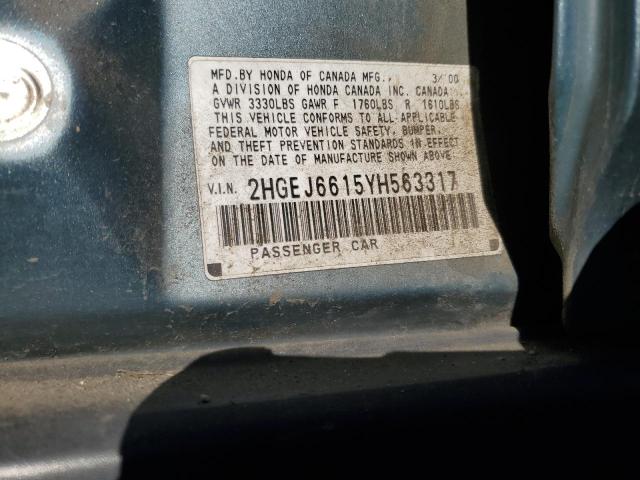 MFD. BY HONDA OF CANADA MFG., 3/00
A DIVISION OF HONDA CANADA INC. CANADA
GVWR 3330LBS GAWR F 1760LBS R 1610LBS
THIS VEHICLE CONFORMS TO ALL APPLICABLE
FEDERAL MOTOR VEHICLE SAFETY, BUMPER,
AND THEFT PREVENTION STANDARDS IN EFFECT
ON THE DATE OF MANUFACTURE SHOWN ABOVE.
V.I.N. 2HGEJ6615YH563317
PASSENGER CAR